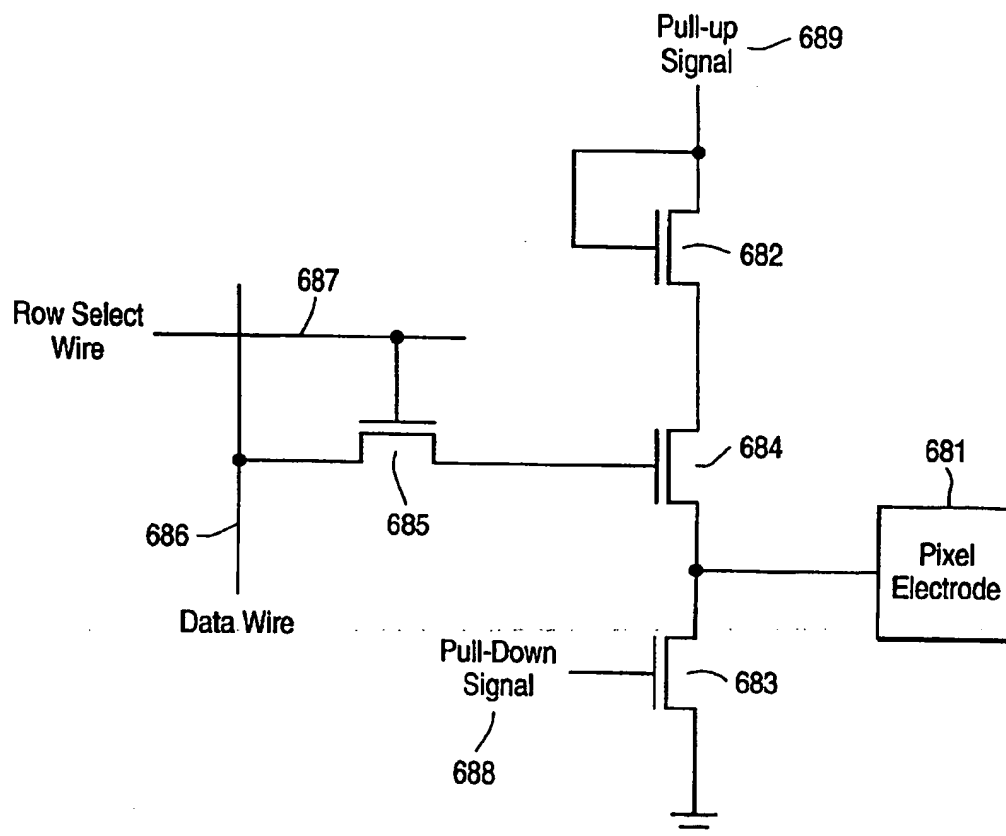 Pull-up
Signal
689
682
687
Row Select
Wire
684
681
685
686
Pixel
Electrode
Data Wire
Pull-Down
Signal
683
688